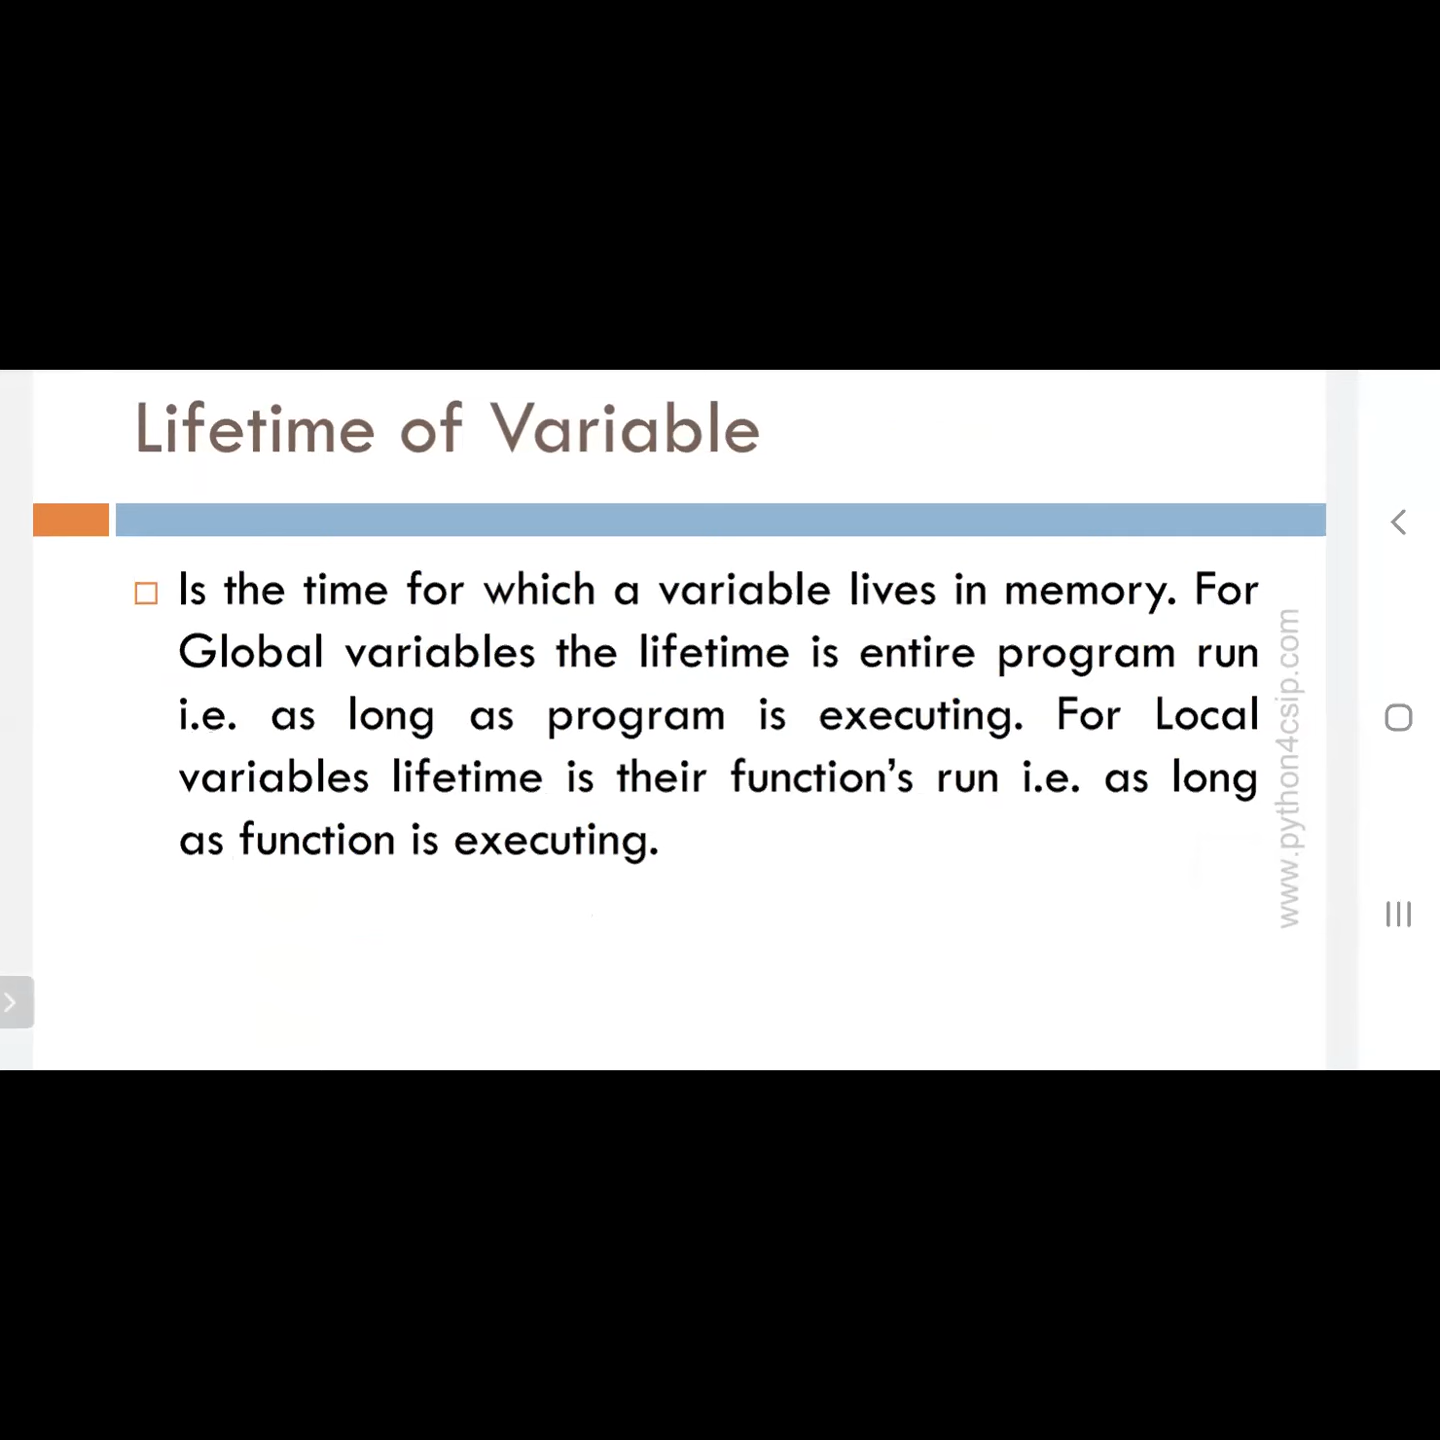 Lifetime of Variable
Is the time for which a variable lives in memory. For
Global variables the lifetime is entire program run
i.e. as long as program is executing. For Local
variables lifetime is their function’s run i.e. as long
as function is executing.
www.python4csip.com